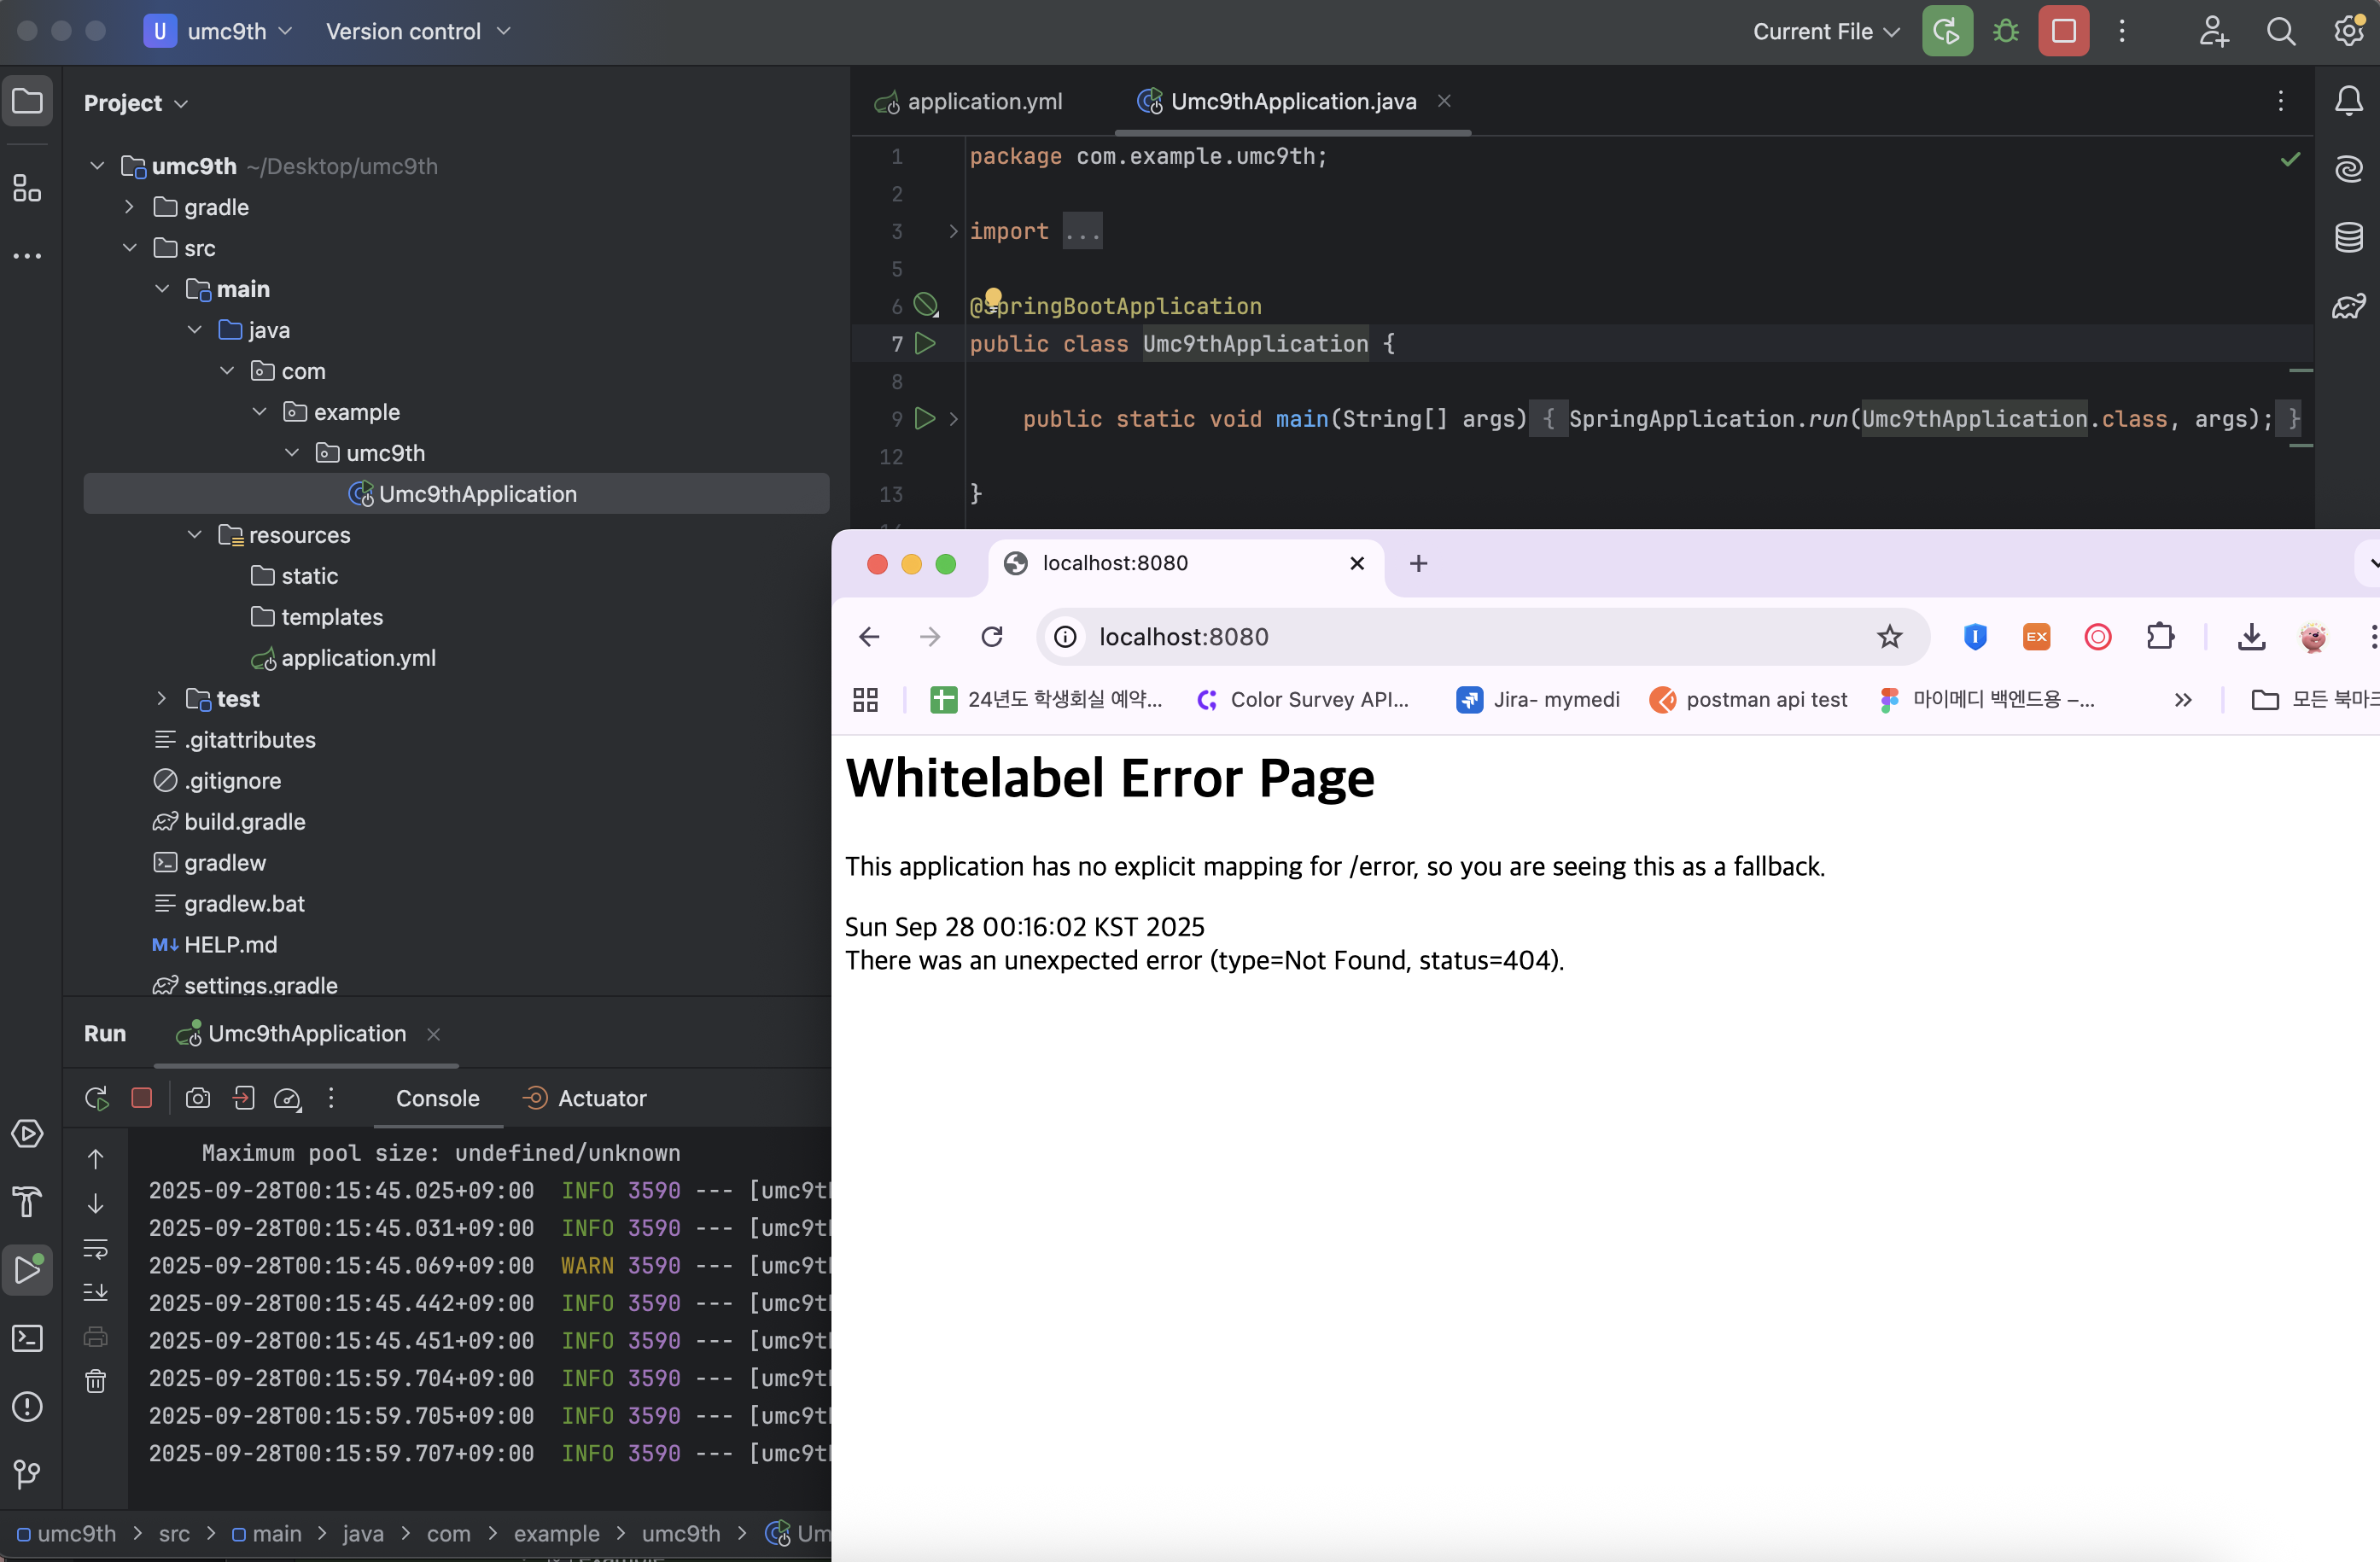 U umc9th Version control Current File
Project
umc9th ~/Desktop/umc9th
gradle
src
main
java
com
example
umc9th
Umc9thApplication
resources
static
templates
application.yml
test
.gitattributes
.gitignore
build.gradle
gradlew
gradlew.bat
M↓ HELP.md
settings.gradle
application.yml Umc9thApplication.java
1 package com.example.umc9th;
2
3 import ...
5
6 @SpringBootApplication
7 public class Umc9thApplication {
8
9 public static void main(String[] args) { SpringApplication.run(Umc9thApplication.class, args); }
12
13 }
localhost:8080
localhost:8080
EX
24년도 학생회실 예약... Color Survey API... Jira- mymedi postman api test 마이메디 백엔드용 –... » 모든 북마크
Whitelabel Error Page
This application has no explicit mapping for /error, so you are seeing this as a fallback.
Sun Sep 28 00:16:02 KST 2025
There was an unexpected error (type=Not Found, status=404).
Run Umc9thApplication
Console Actuator
Maximum pool size: undefined/unknown
2025-09-28T00:15:45.025+09:00 INFO 3590 --- [umc9t
2025-09-28T00:15:45.031+09:00 INFO 3590 --- [umc9t
2025-09-28T00:15:45.069+09:00 WARN 3590 --- [umc9t
2025-09-28T00:15:45.442+09:00 INFO 3590 --- [umc9t
2025-09-28T00:15:45.451+09:00 INFO 3590 --- [umc9t
2025-09-28T00:15:59.704+09:00 INFO 3590 --- [umc9t
2025-09-28T00:15:59.705+09:00 INFO 3590 --- [umc9t
2025-09-28T00:15:59.707+09:00 INFO 3590 --- [umc9t
umc9th > src > main > java > com > example > umc9th > Um